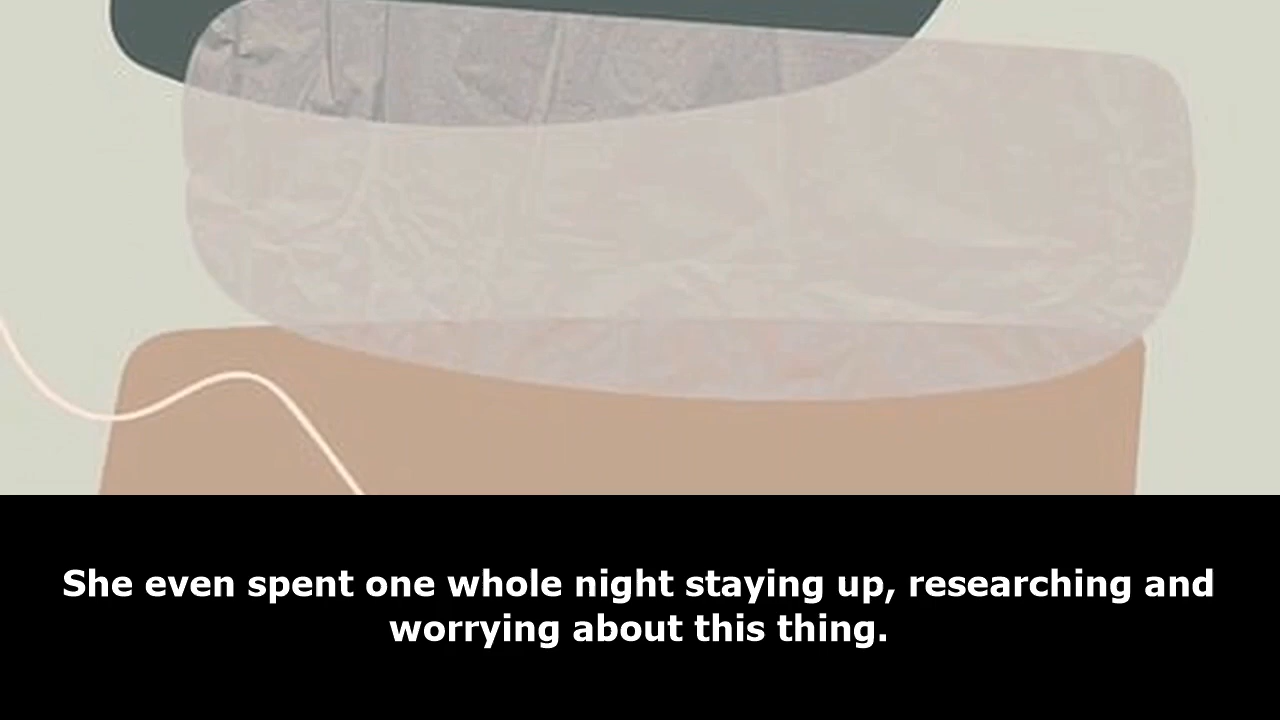 She even spent one whole night staying up, researching and
worrying about this thing.